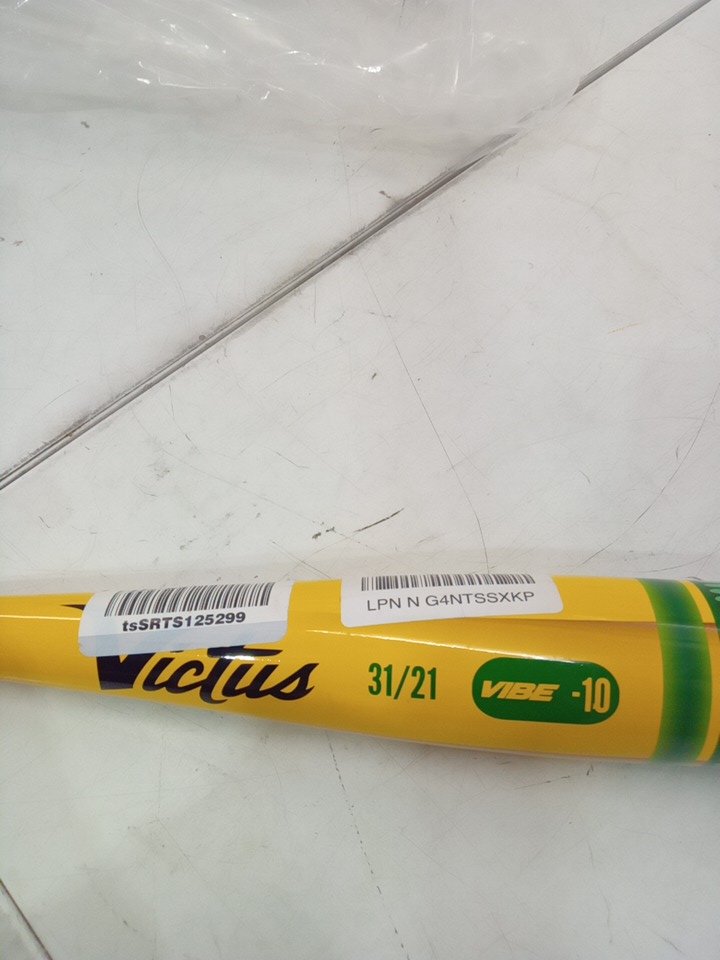 tsSRTS125299
LPN N G4NTSSXKP
Victus
31/21
VIBE -10